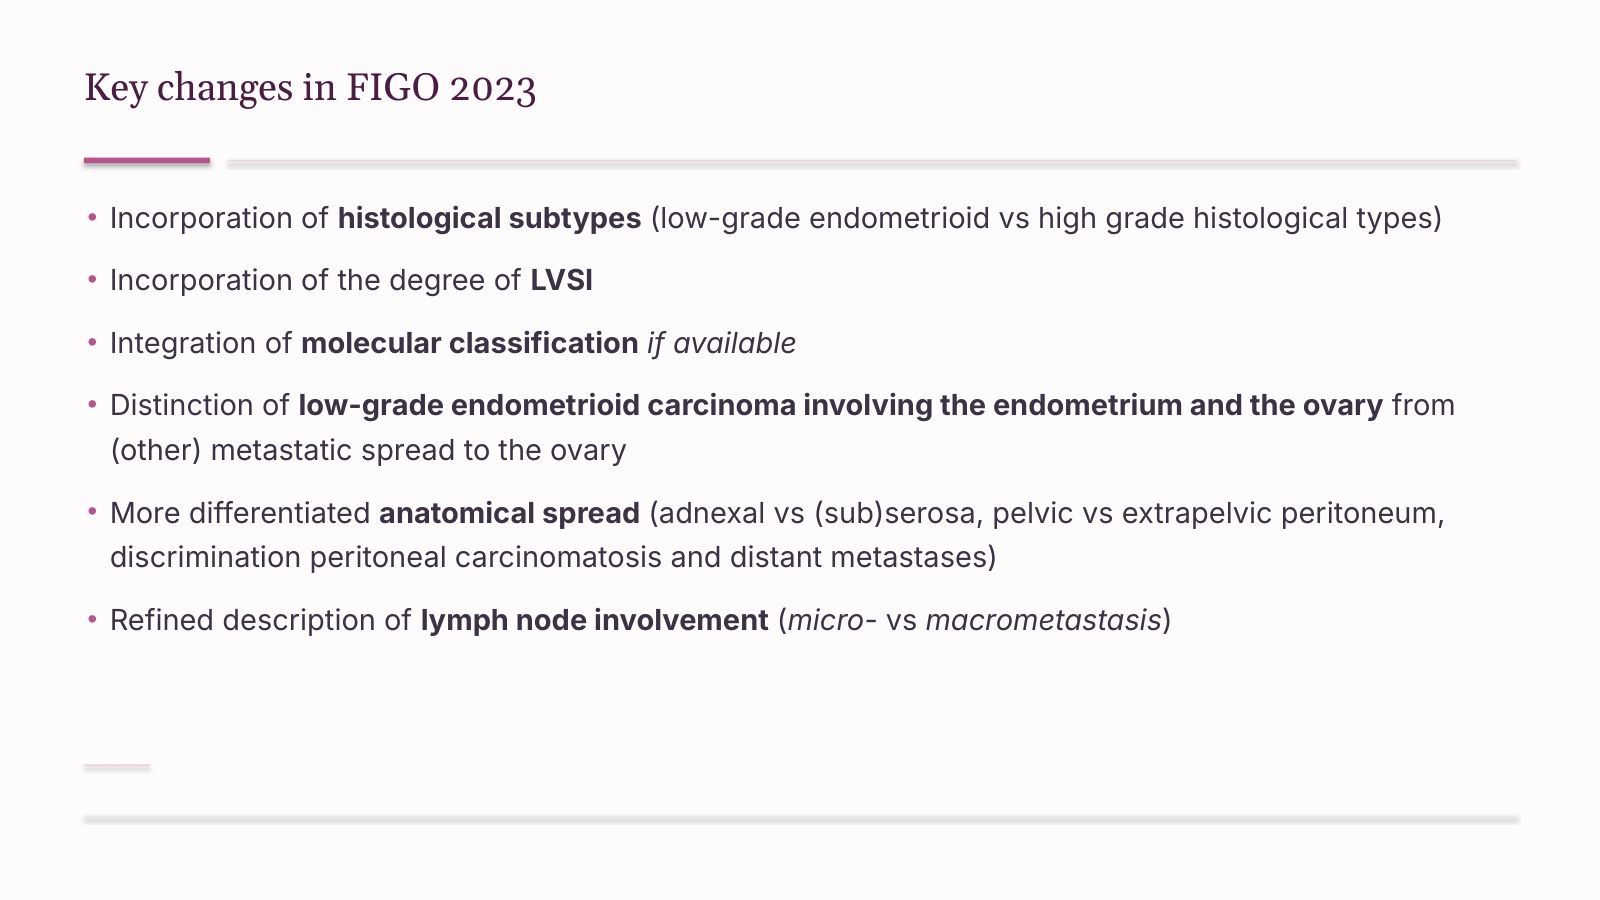 Key changes in FIGO 2023
• Incorporation of histological subtypes (low-grade endometrioid vs high grade histological types)
• Incorporation of the degree of LVSI
• Integration of molecular classification if available
• Distinction of low-grade endometrioid carcinoma involving the endometrium and the ovary from
(other) metastatic spread to the ovary
• More differentiated anatomical spread (adnexal vs (sub)serosa, pelvic vs extrapelvic peritoneum,
discrimination peritoneal carcinomatosis and distant metastases)
• Refined description of lymph node involvement (micro- vs macrometastasis)